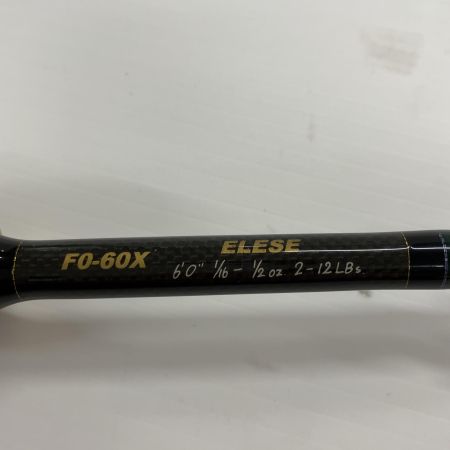 ELESE
F0-60X
6'0" 1/16 - 1/2 oz 2-12 LBs.